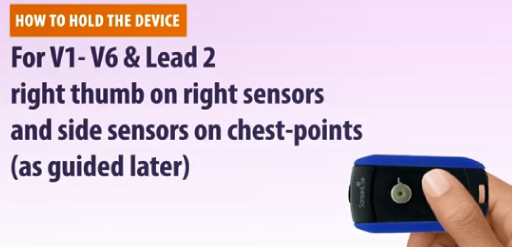 HOW TO HOLD THE DEVICE
For V1- V6 & Lead 2
right thumb on right sensors
and side sensors on chest-points
(as guided later)